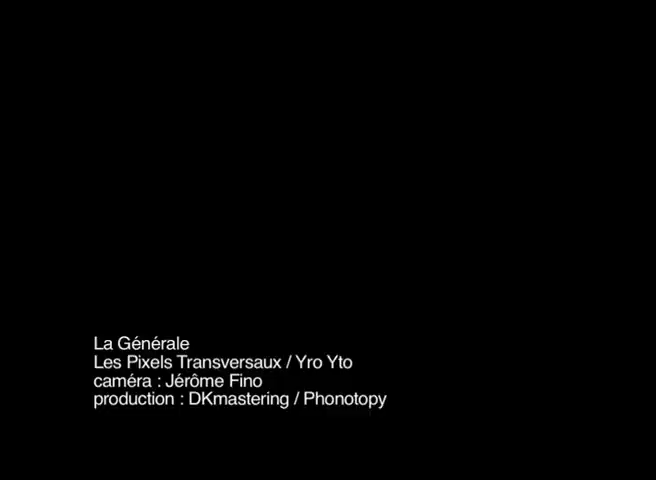 La Générale
Les Pixels Transversaux / Yro Yto
caméra : Jérôme Fino
production : DKmastering / Phonotopy